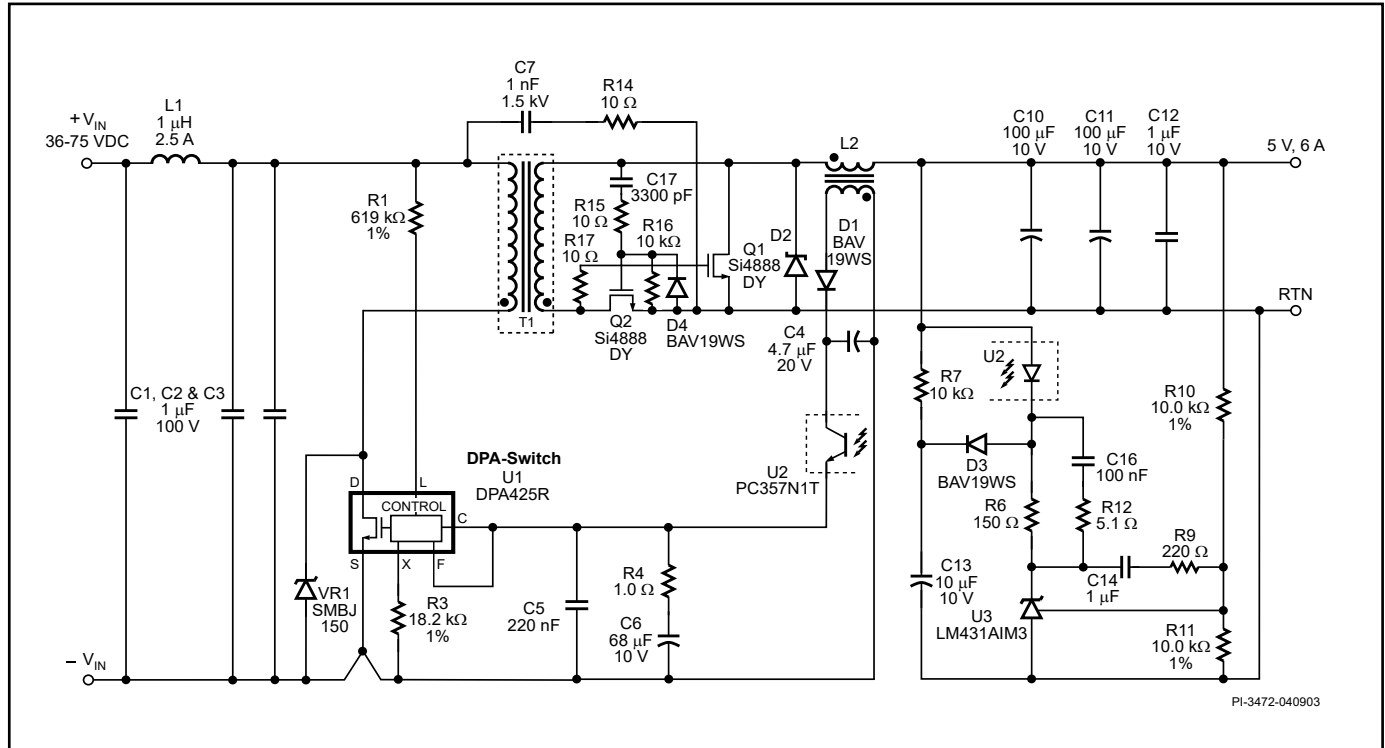 C7
1 nF
1.5 kV
R14
10 Ω
L1
1 µH
2.5 A
+ VIN
36-75 VDC
C10
100 µF
10 V
C11
100 µF
10 V
C12
1 µF
10 V
5 V, 6 A
L2
R1
619 kΩ
1%
T1
C17
3300 pF
R15
10 Ω
R16
10 kΩ
R17
10 Ω
Q1
Si4888
DY
D2
D1
BAV
19WS
RTN
Q2
Si4888
DY
D4
BAV19WS
C4
4.7 µF
20 V
C1, C2 & C3
1 µF
100 V
R7
10 kΩ
U2
R10
10.0 kΩ
1%
D3
BAV19WS
C16
100 nF
R6
150 Ω
R12
5.1 Ω
R9
220 Ω
U2
PC357N1T
DPA-Switch
U1
DPA425R
D
L
CONTROL
C
S
X
F
VR1
SMBJ
150
R3
18.2 kΩ
1%
C5
220 nF
R4
1.0 Ω
C6
68 µF
10 V
C13
10 µF
10 V
C14
1 µF
U3
LM431AIM3
R11
10.0 kΩ
1%
− VIN
PI-3472-040903